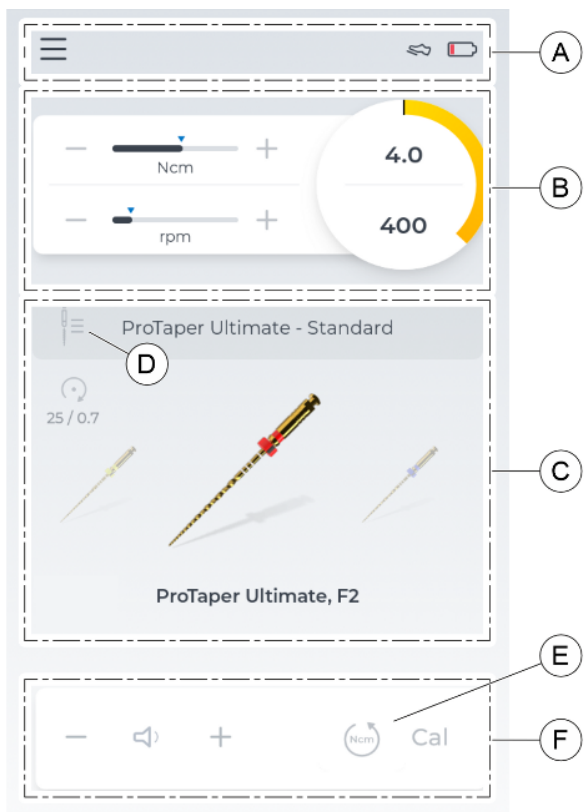 A
Ncm
4.0
B
rpm
400
ProTaper Ultimate - Standard
D
25 / 0.7
C
ProTaper Ultimate, F2
E
Ncm
Cal
F